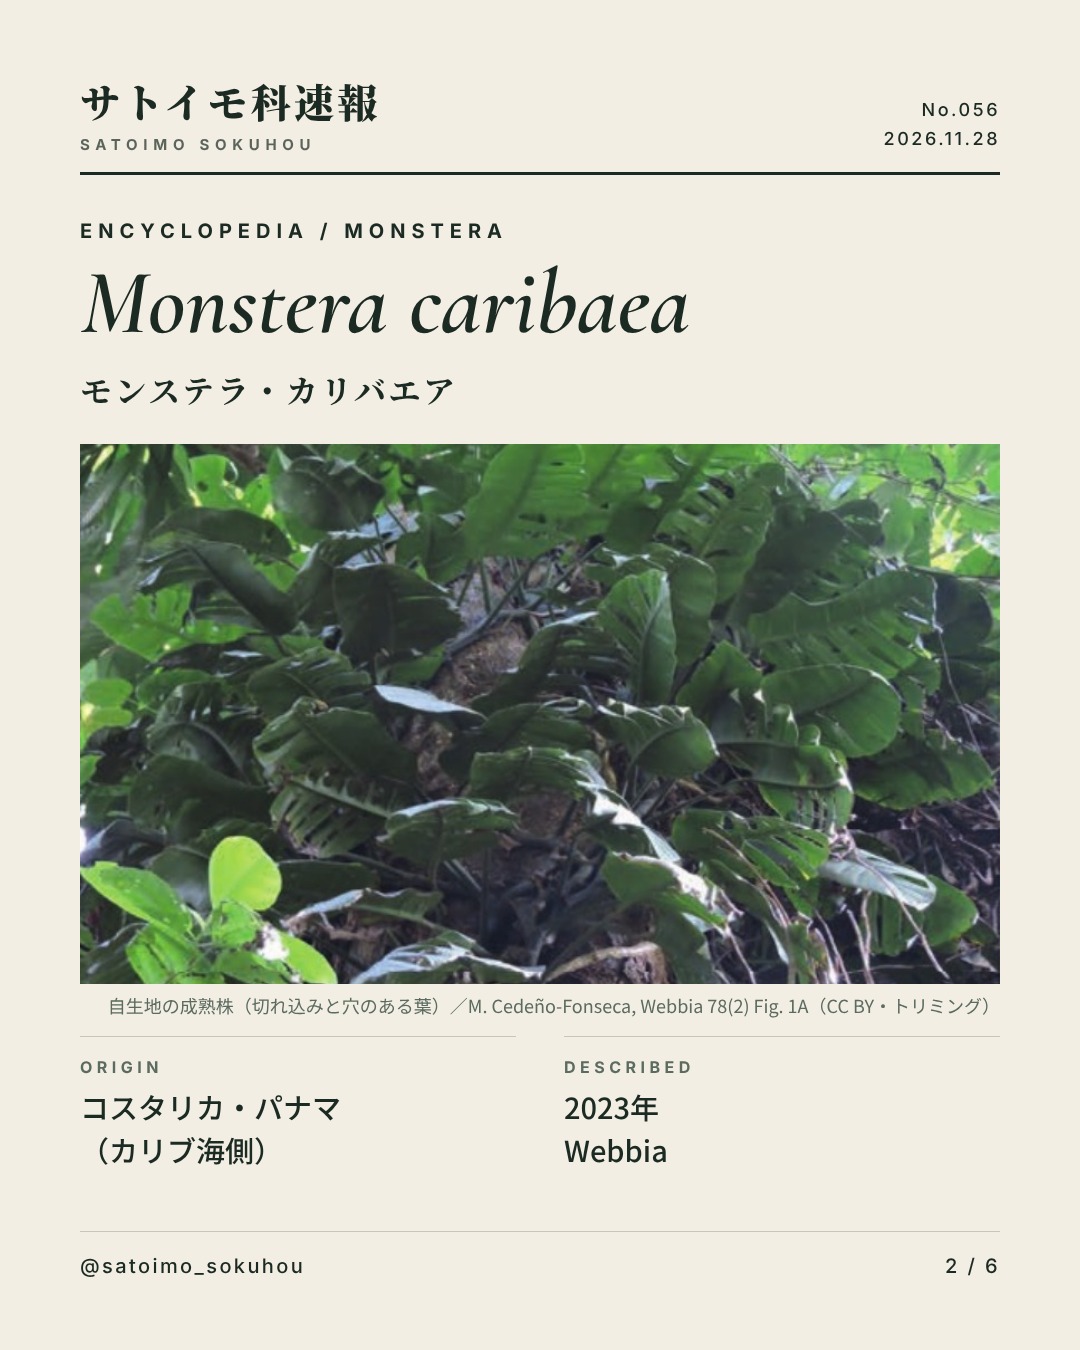 サトイモ科速報
SATOIMO SOKUHOU
No.056
2026.11.28
ENCYCLOPEDIA / MONSTERA
Monstera caribaea
モンステラ・カリバエア
自生地の成熟株（切れ込みと穴のある葉）／M. Cedeño-Fonseca, Webbia 78(2) Fig. 1A（CC BY・トリミング）
ORIGIN
コスタリカ・パナマ
（カリブ海側）
DESCRIBED
2023年
Webbia
@satoimo_sokuhou
2 / 6